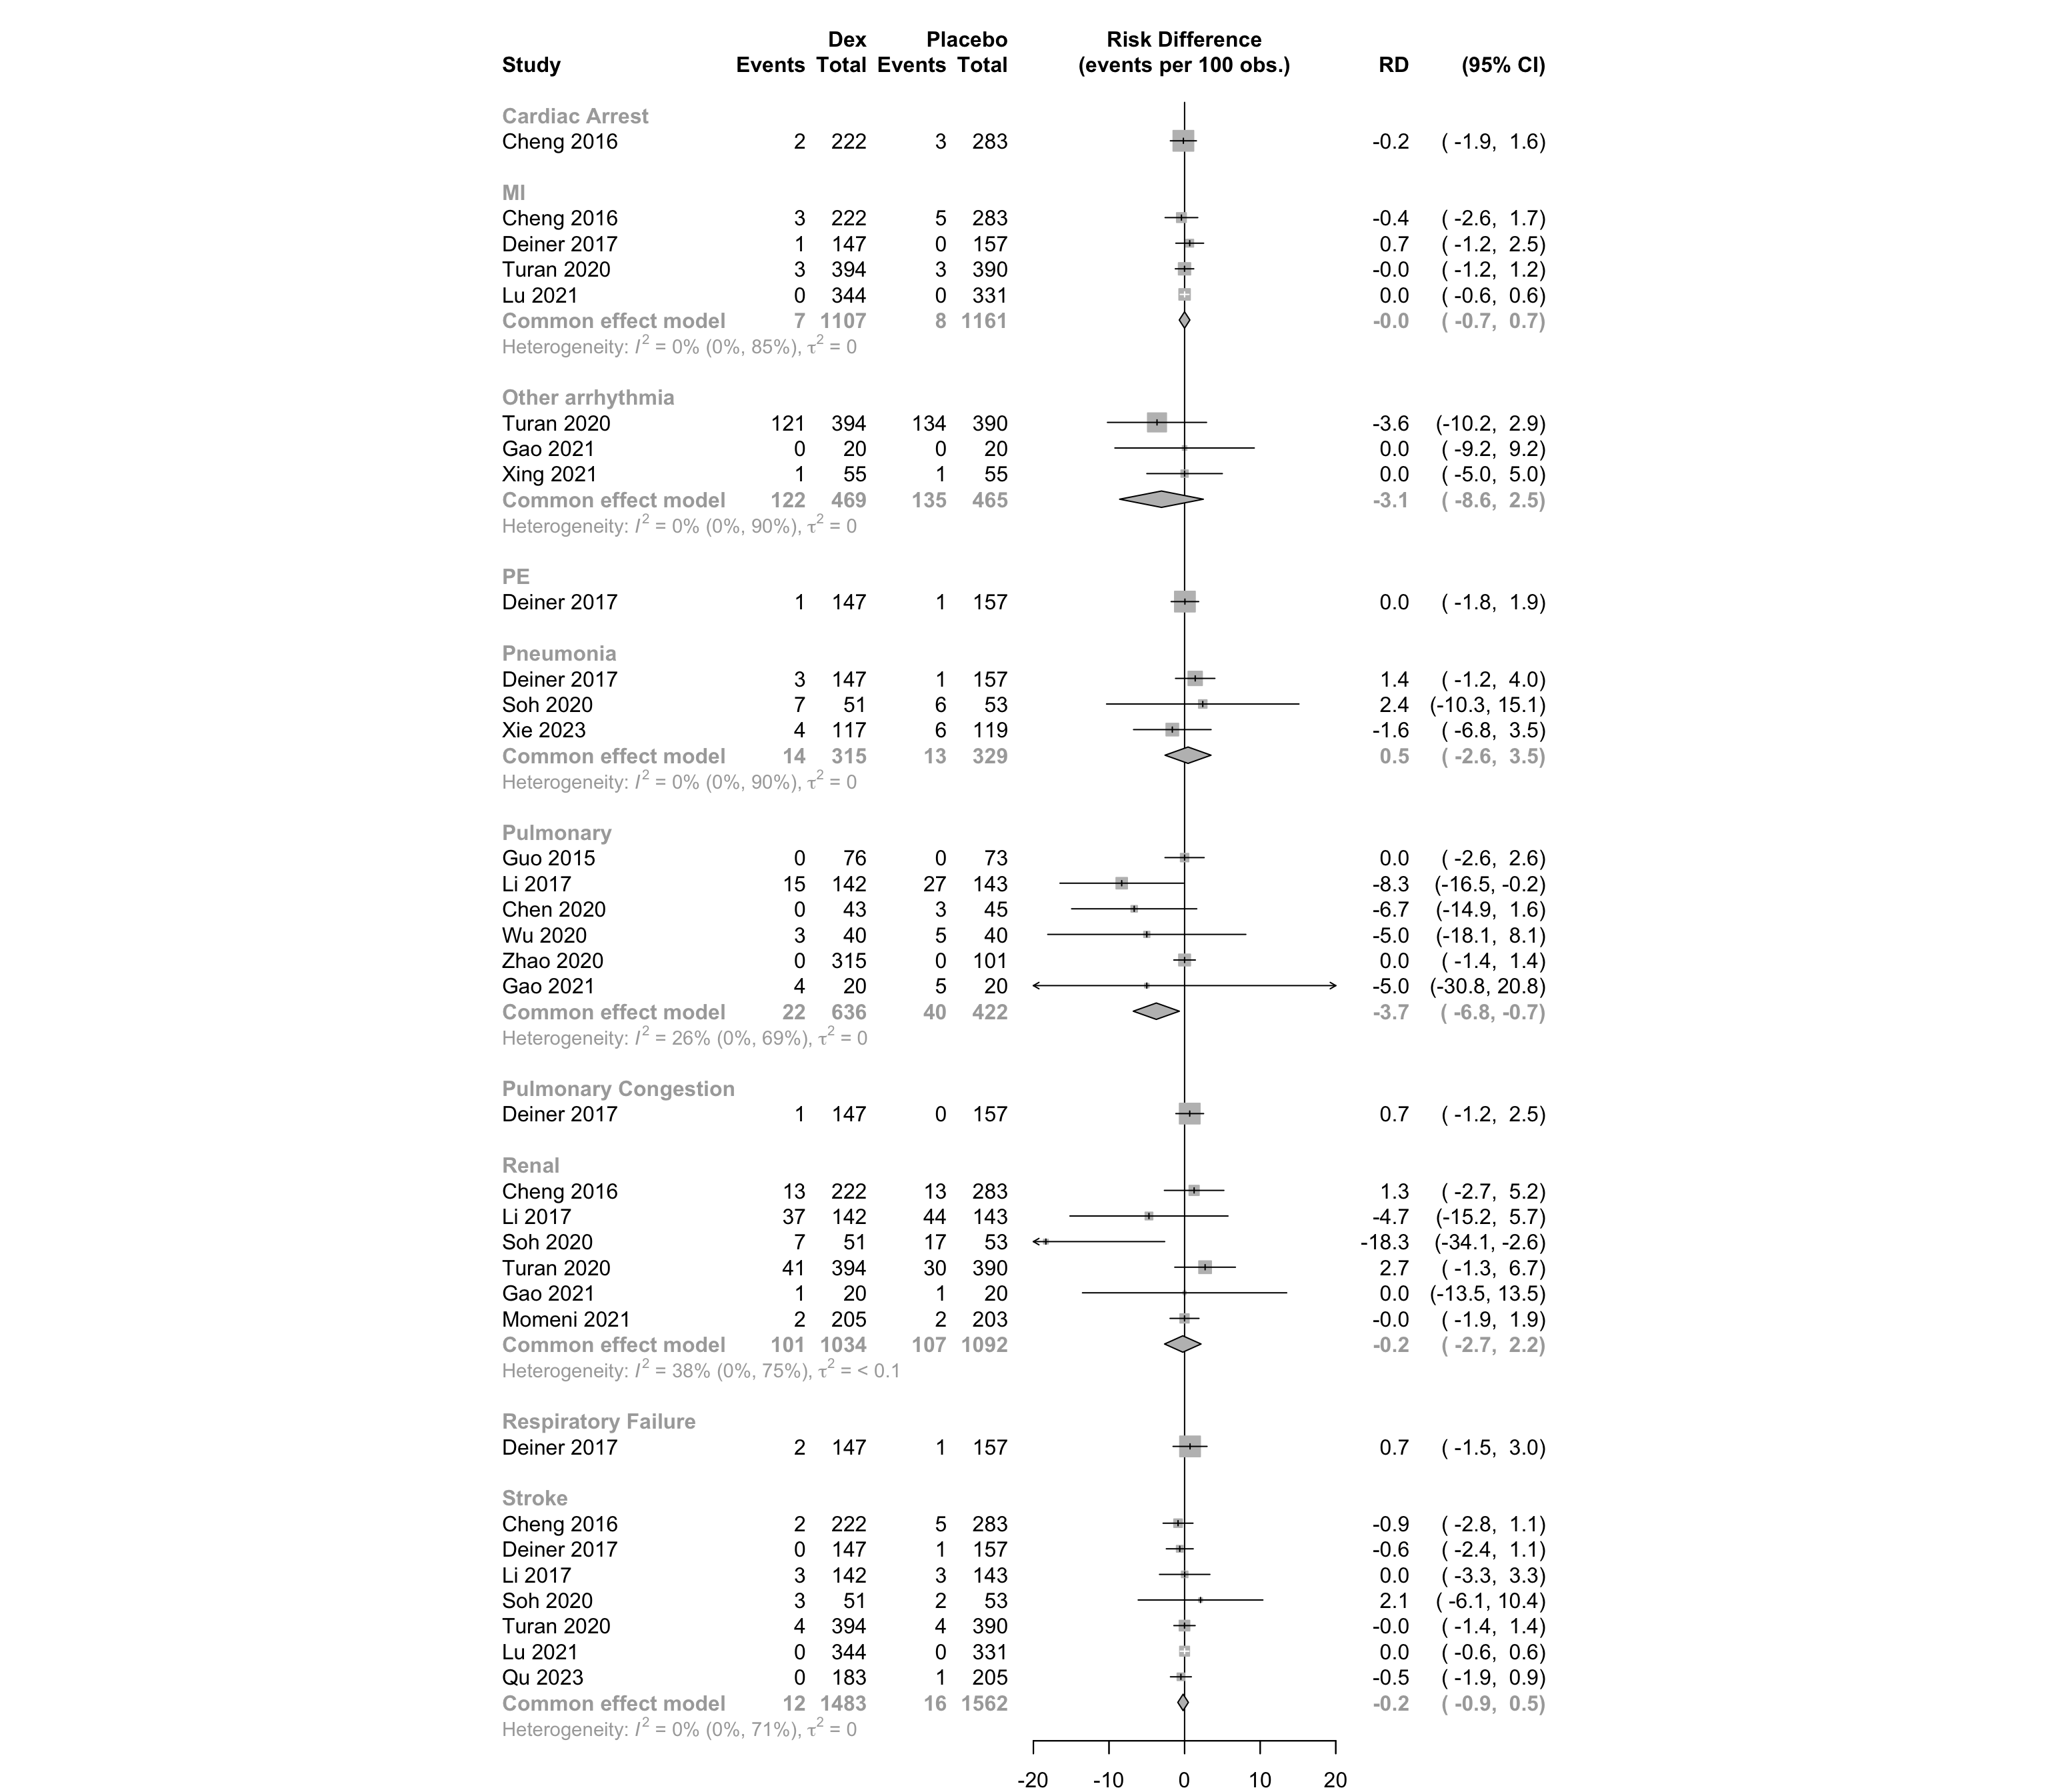 Dex Placebo Risk Difference
Study Events Total Events Total (events per 100 obs.) RD (95% CI)
Cardiac Arrest
Cheng 2016 2 222 3 283 -0.2 ( -1.9, 1.6)
MI
Cheng 2016 3 222 5 283 -0.4 ( -2.6, 1.7)
Deiner 2017 1 147 0 157 0.7 ( -1.2, 2.5)
Turan 2020 3 394 3 390 -0.0 ( -1.2, 1.2)
Lu 2021 0 344 0 331 0.0 ( -0.6, 0.6)
Common effect model 7 1107 8 1161 -0.0 ( -0.7, 0.7)
Heterogeneity: I² = 0% (0%, 85%), τ² = 0
Other arrhythmia
Turan 2020 121 394 134 390 -3.6 (-10.2, 2.9)
Gao 2021 0 20 0 20 0.0 ( -9.2, 9.2)
Xing 2021 1 55 1 55 0.0 ( -5.0, 5.0)
Common effect model 122 469 135 465 -3.1 ( -8.6, 2.5)
Heterogeneity: I² = 0% (0%, 90%), τ² = 0
PE
Deiner 2017 1 147 1 157 0.0 ( -1.8, 1.9)
Pneumonia
Deiner 2017 3 147 1 157 1.4 ( -1.2, 4.0)
Soh 2020 7 51 6 53 2.4 (-10.3, 15.1)
Xie 2023 4 117 6 119 -1.6 ( -6.8, 3.5)
Common effect model 14 315 13 329 0.5 ( -2.6, 3.5)
Heterogeneity: I² = 0% (0%, 90%), τ² = 0
Pulmonary
Guo 2015 0 76 0 73 0.0 ( -2.6, 2.6)
Li 2017 15 142 27 143 -8.3 (-16.5, -0.2)
Chen 2020 0 43 3 45 -6.7 (-14.9, 1.6)
Wu 2020 3 40 5 40 -5.0 (-18.1, 8.1)
Zhao 2020 0 315 0 101 0.0 ( -1.4, 1.4)
Gao 2021 4 20 5 20 -5.0 (-30.8, 20.8)
Common effect model 22 636 40 422 -3.7 ( -6.8, -0.7)
Heterogeneity: I² = 26% (0%, 69%), τ² = 0
Pulmonary Congestion
Deiner 2017 1 147 0 157 0.7 ( -1.2, 2.5)
Renal
Cheng 2016 13 222 13 283 1.3 ( -2.7, 5.2)
Li 2017 37 142 44 143 -4.7 (-15.2, 5.7)
Soh 2020 7 51 17 53 -18.3 (-34.1, -2.6)
Turan 2020 41 394 30 390 2.7 ( -1.3, 6.7)
Gao 2021 1 20 1 20 0.0 (-13.5, 13.5)
Momeni 2021 2 205 2 203 -0.0 ( -1.9, 1.9)
Common effect model 101 1034 107 1092 -0.2 ( -2.7, 2.2)
Heterogeneity: I² = 38% (0%, 75%), τ² = < 0.1
Respiratory Failure
Deiner 2017 2 147 1 157 0.7 ( -1.5, 3.0)
Stroke
Cheng 2016 2 222 5 283 -0.9 ( -2.8, 1.1)
Deiner 2017 0 147 1 157 -0.6 ( -2.4, 1.1)
Li 2017 3 142 3 143 0.0 ( -3.3, 3.3)
Soh 2020 3 51 2 53 2.1 ( -6.1, 10.4)
Turan 2020 4 394 4 390 -0.0 ( -1.4, 1.4)
Lu 2021 0 344 0 331 0.0 ( -0.6, 0.6)
Qu 2023 0 183 1 205 -0.5 ( -1.9, 0.9)
Common effect model 12 1483 16 1562 -0.2 ( -0.9, 0.5)
Heterogeneity: I² = 0% (0%, 71%), τ² = 0
-20 -10 0 10 20